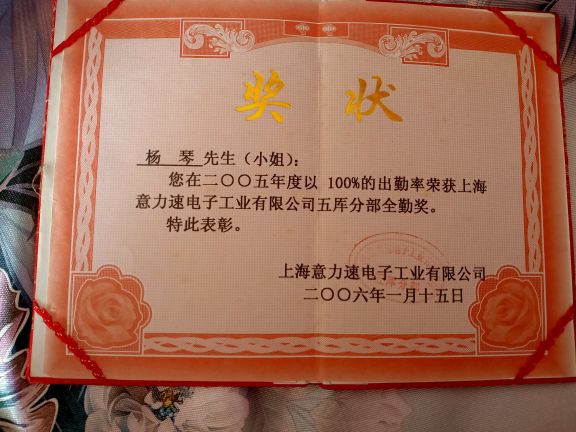 奖 状
杨 琴 先生（小姐）：
您在二〇〇五年度以 100%的出勤率荣获上海
意力速电子工业有限公司五厍分部全勤奖。
特此表彰。
上海意力速电子工业有限公司
二〇〇六年一月十五日